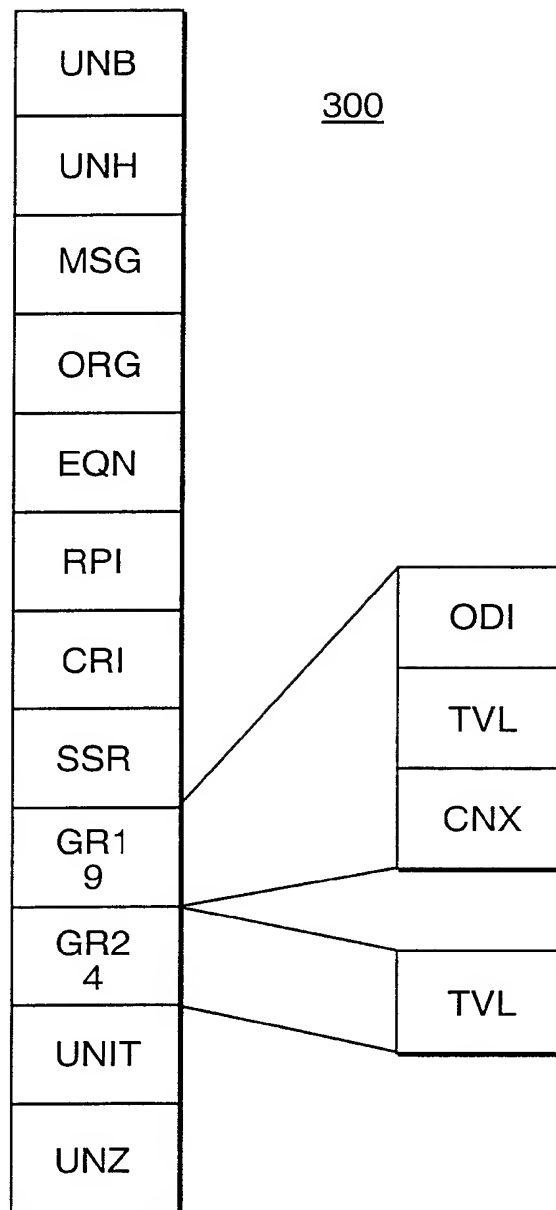 300
UNB
UNH
MSG
ORG
EQN
RPI
CRI
SSR
GR1
9
GR2
4
UNIT
UNZ
ODI
TVL
CNX
TVL